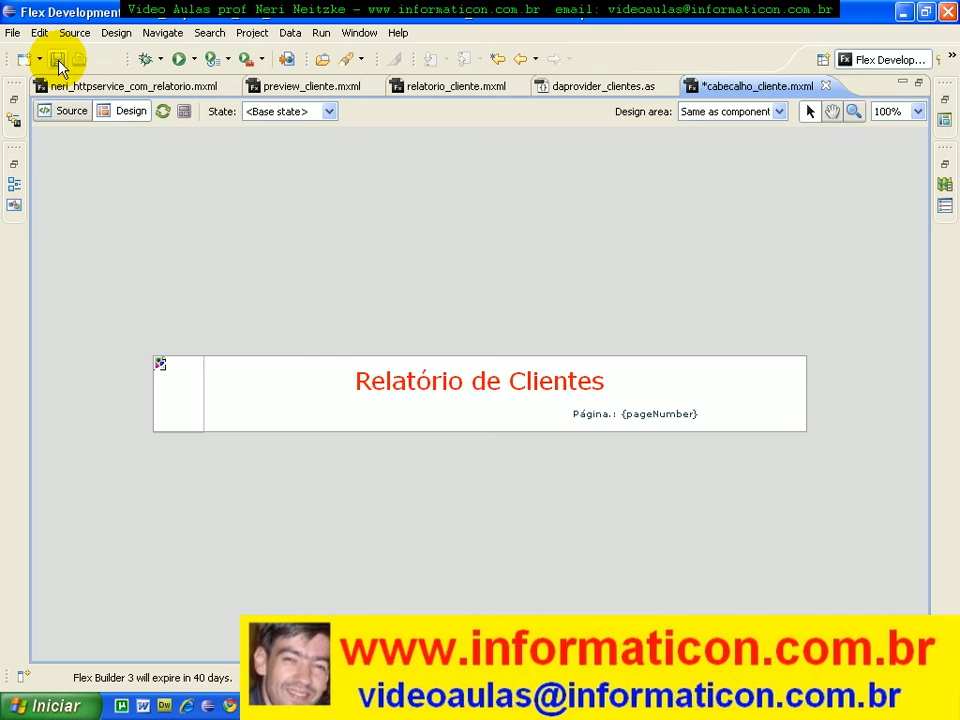 Flex Development
Video Aulas prof Neri Neitzke - www.informaticon.com.br email: videoaulas@informaticon.com.br
File Edit Source Design Navigate Search Project Data Run Window Help
Flex Develop...
neri_httpservice_com_relatorio.mxml preview_cliente.mxml relatorio_cliente.mxml daprovider_clientes.as *cabecalho_cliente.mxml
Source Design State: <Base state> Design area: Same as component 100%
Relatório de Clientes
Página.: {pageNumber}
www.informaticon.com.br
videoaulas@informaticon.com.br
Flex Builder 3 will expire in 40 days.
Iniciar